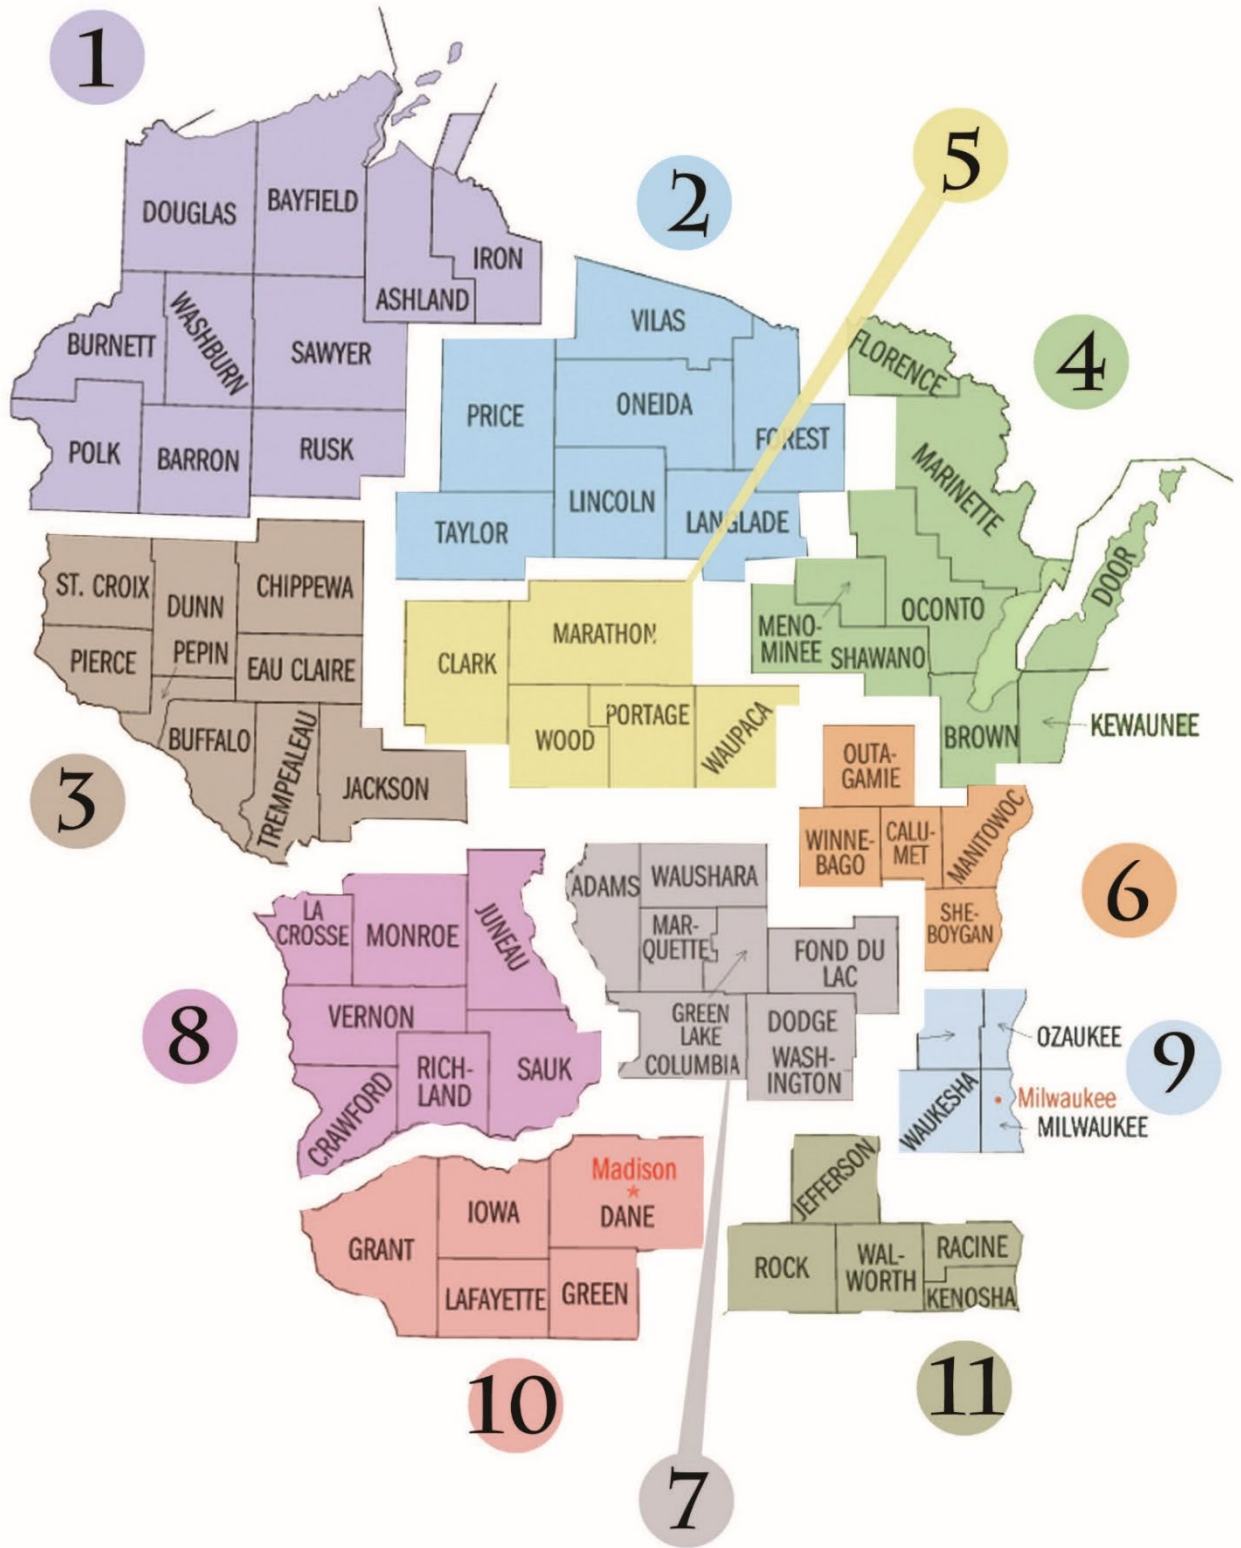 1
DOUGLAS
BAYFIELD
IRON
ASHLAND
BURNETT
WASHBURN
SAWYER
POLK
BARRON
RUSK
2
VILAS
PRICE
ONEIDA
FOREST
LINCOLN
LANGLADE
TAYLOR
5
4
FLORENCE
MARINETTE
DOOR
OCONTO
MENO-
MINEE
SHAWANO
BROWN
KEWAUNEE
ST. CROIX
DUNN
CHIPPEWA
PIERCE
PEPIN
EAU CLAIRE
BUFFALO
TREMPEALEAU
JACKSON
3
CLARK
MARATHON
WOOD
PORTAGE
WAUPACA
OUTA-
GAMIE
WINNE-
BAGO
CALU-
MET
MANITOWOC
SHE-
BOYGAN
6
LA
CROSSE
MONROE
JUNEAU
VERNON
RICH-
LAND
SAUK
CRAWFORD
8
ADAMS
WAUSHARA
MAR-
QUETTE
FOND DU
LAC
GREEN
LAKE
COLUMBIA
DODGE
WASH-
INGTON
OZAUKEE
WAUKESHA
Milwaukee
MILWAUKEE
9
GRANT
IOWA
Madison
DANE
LAFAYETTE
GREEN
10
JEFFERSON
ROCK
WAL-
WORTH
RACINE
KENOSHA
11
7